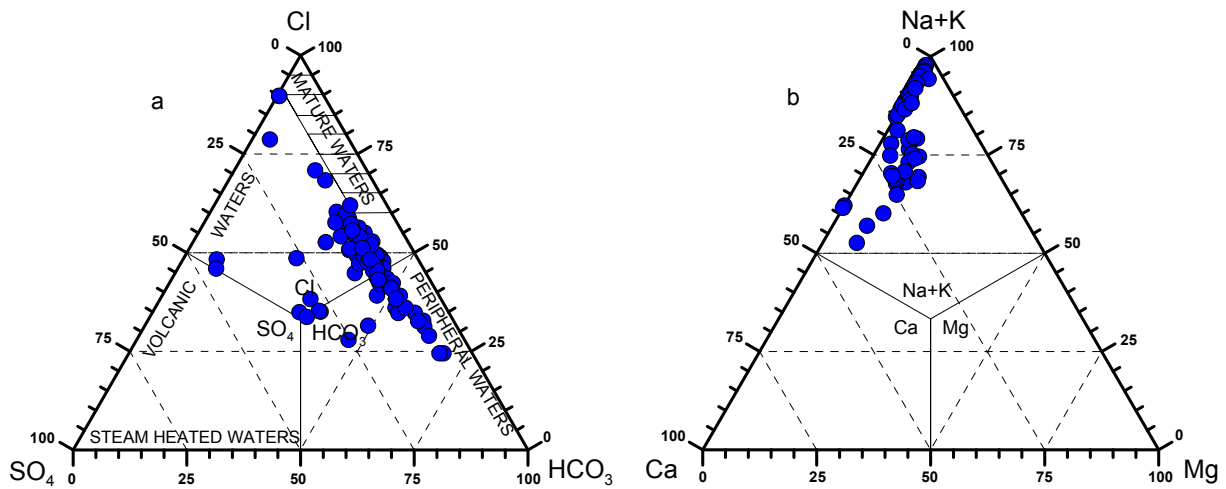 Cl
0
100
a
MATURE WATERS
25
75
WATERS
50
50
Cl
SO4
HCO3
VOLCANIC
PERIPHERAL WATERS
75
25
STEAM HEATED WATERS
100
0
SO4
0
25
50
75
100
HCO3
Na+K
0
100
b
25
75
50
50
Na+K
Ca
Mg
75
25
100
0
Ca
0
25
50
75
100
Mg